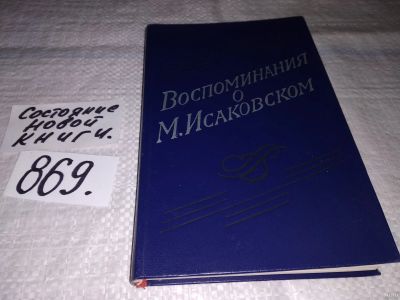 Состояние
новой
книги.
869.
Воспоминания
о
М. Исаковском